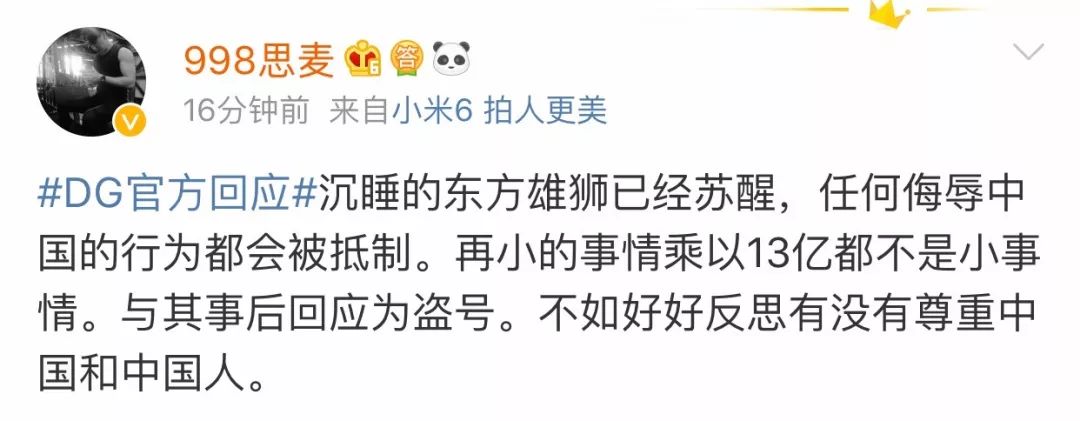 998思麦
16分钟前 来自小米6 拍人更美
#DG官方回应#沉睡的东方雄狮已经苏醒，任何侮辱中
国的行为都会被抵制。再小的事情乘以13亿都不是小事
情。与其事后回应为盗号。不如好好反思有没有尊重中
国和中国人。